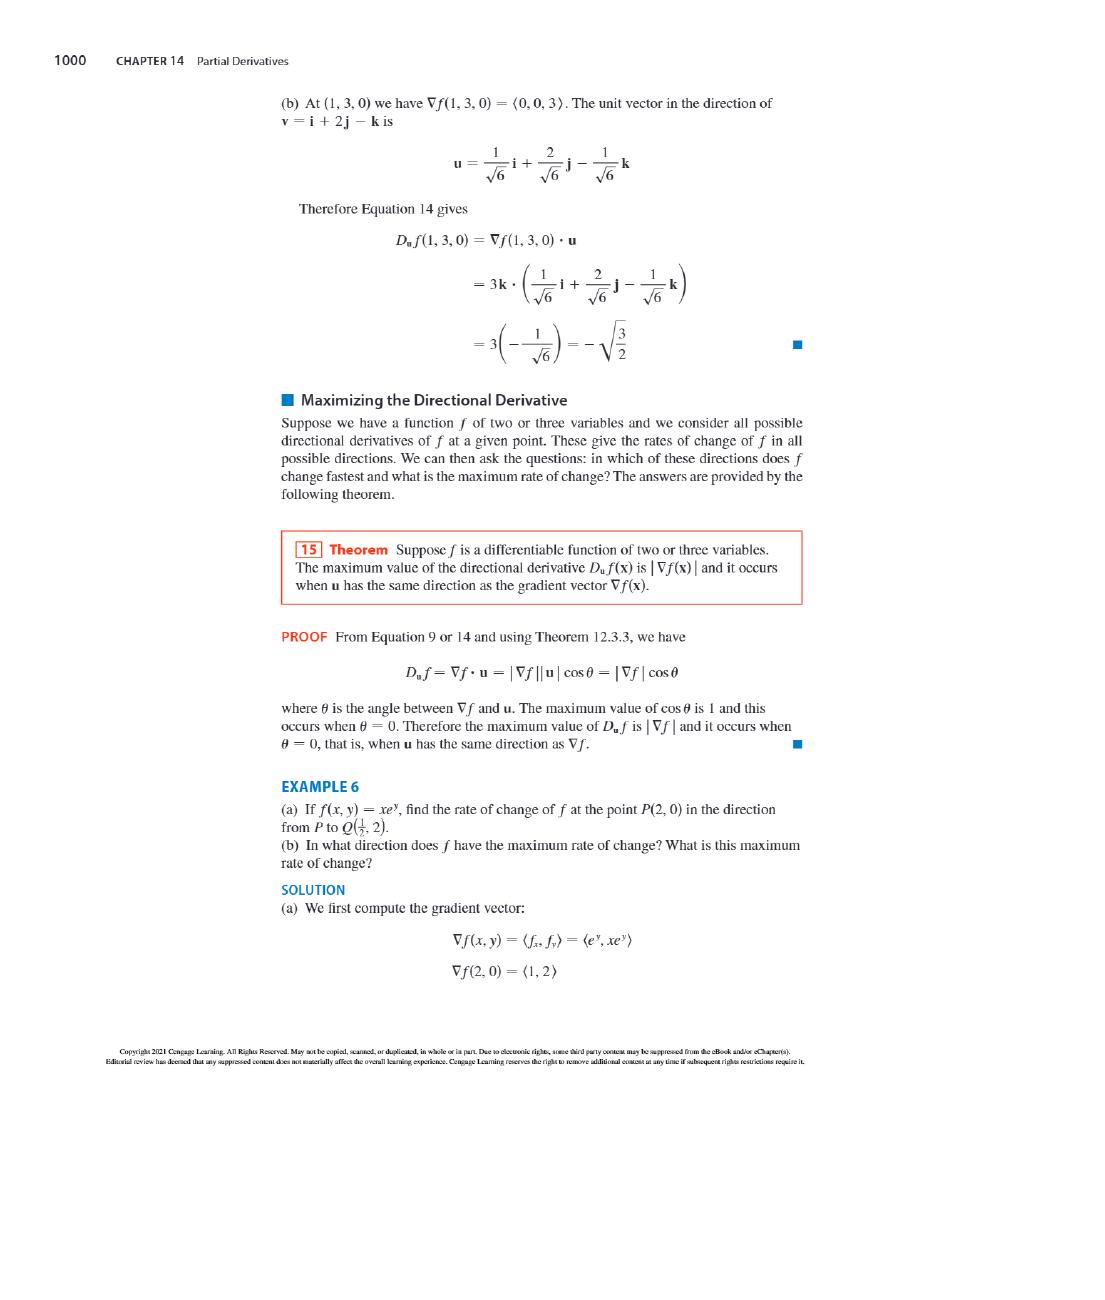 1000 CHAPTER 14 Partial Derivatives
(b) At (1, 3, 0) we have ∇f(1, 3, 0) = ⟨0, 0, 3⟩. The unit vector in the direction of
v = i + 2j − k is
u = 1/√6 i + 2/√6 j − 1/√6 k
Therefore Equation 14 gives
D_u f(1, 3, 0) = ∇f(1, 3, 0) · u
= 3k · (1/√6 i + 2/√6 j − 1/√6 k)
= 3(−1/√6) = −√(3/2)
Maximizing the Directional Derivative
Suppose we have a function f of two or three variables and we consider all possible
directional derivatives of f at a given point. These give the rates of change of f in all
possible directions. We can then ask the questions: in which of these directions does f
change fastest and what is the maximum rate of change? The answers are provided by the
following theorem.
15 Theorem Suppose f is a differentiable function of two or three variables.
The maximum value of the directional derivative D_u f(x) is |∇f(x)| and it occurs
when u has the same direction as the gradient vector ∇f(x).
PROOF From Equation 9 or 14 and using Theorem 12.3.3, we have
D_u f = ∇f · u = |∇f||u| cos θ = |∇f| cos θ
where θ is the angle between ∇f and u. The maximum value of cos θ is 1 and this
occurs when θ = 0. Therefore the maximum value of D_u f is |∇f| and it occurs when
θ = 0, that is, when u has the same direction as ∇f.
EXAMPLE 6
(a) If f(x, y) = xe^y, find the rate of change of f at the point P(2, 0) in the direction
from P to Q(1/2, 2).
(b) In what direction does f have the maximum rate of change? What is this maximum
rate of change?
SOLUTION
(a) We first compute the gradient vector:
∇f(x, y) = ⟨f_x, f_y⟩ = ⟨e^y, xe^y⟩
∇f(2, 0) = ⟨1, 2⟩
Copyright 2021 Cengage Learning. All Rights Reserved. May not be copied, scanned, or duplicated, in whole or in part. Due to electronic rights, some third party content may be suppressed from the eBook and/or eChapter(s).
Editorial review has deemed that any suppressed content does not materially affect the overall learning experience. Cengage Learning reserves the right to remove additional content at any time if subsequent rights restrictions require it.